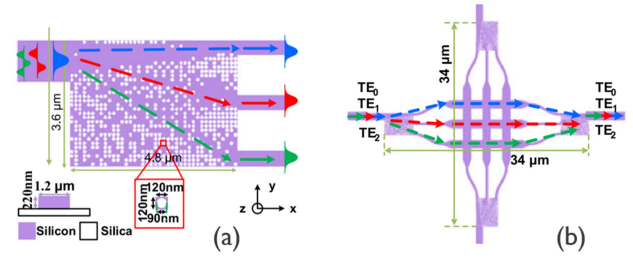 3.6 μm
4.8 μm
220nm
1.2 μm
120nm
120nm
90nm
y
z
x
Silicon
Silica
(a)
34 μm
TE0
TE1
TE2
TE0
TE1
TE2
34 μm
(b)